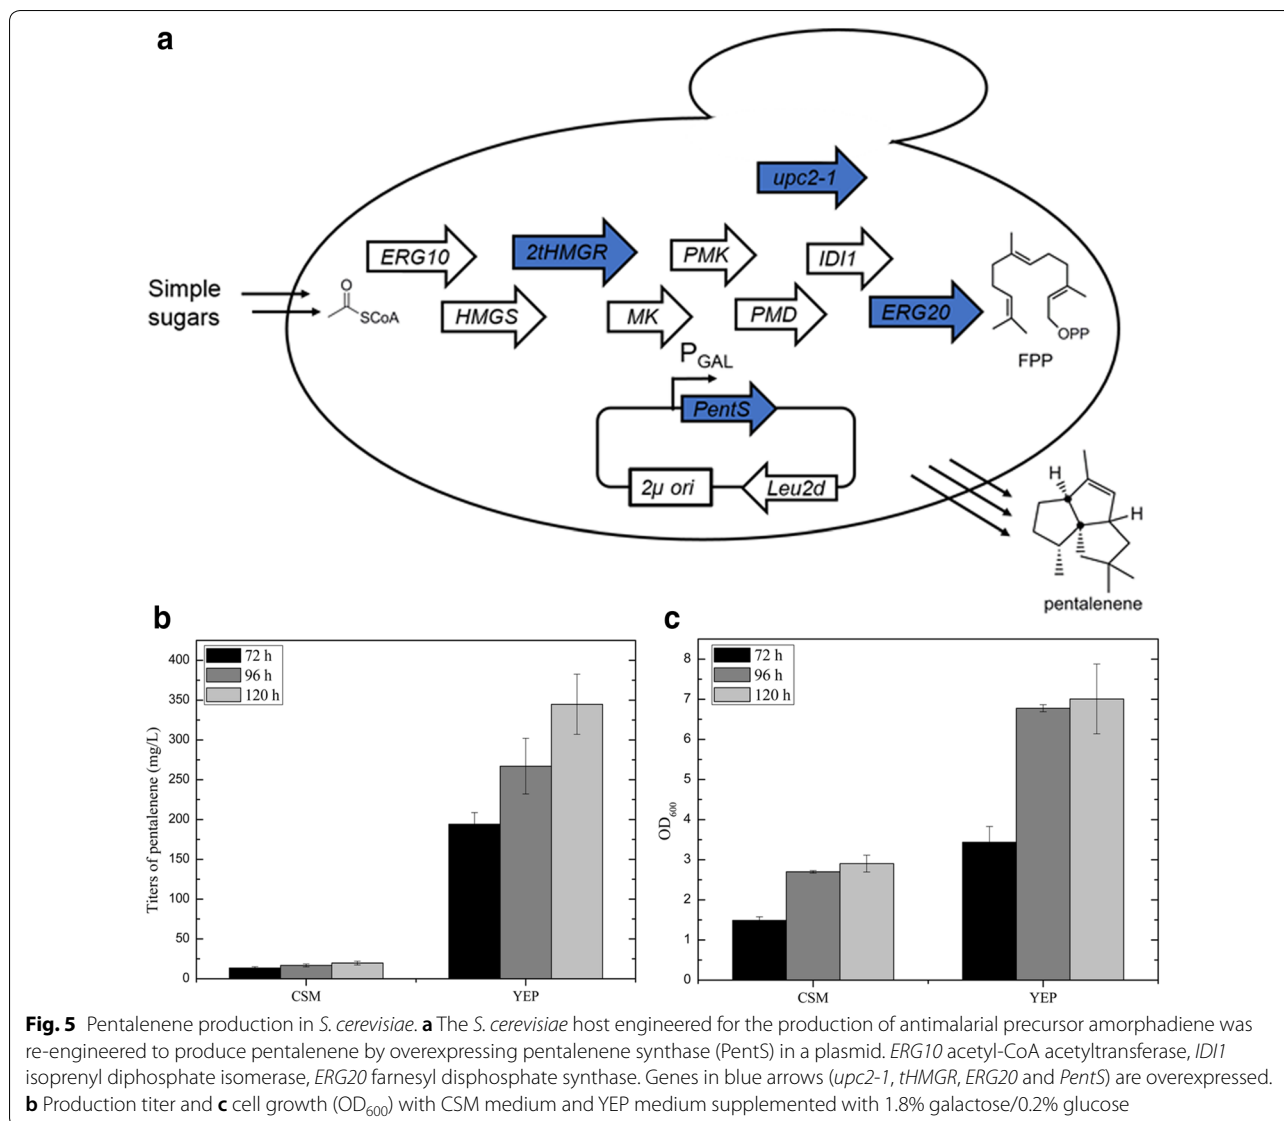 a
upc2-1
ERG10
2tHMGR
PMK
IDI1
Simple
sugars
O
SCoA
HMGS
MK
PMD
ERG20
OPP
FPP
PGAL
PentS
2μ ori
Leu2d
H
H
pentalenene
b
72 h
96 h
120 h
400
350
300
250
200
150
100
50
0
Titers of pentalenene (mg/L)
CSM
YEP
c
72 h
96 h
120 h
8
7
6
5
4
3
2
1
0
OD600
CSM
YEP
Fig. 5 Pentalenene production in S. cerevisiae. a The S. cerevisiae host engineered for the production of antimalarial precursor amorphadiene was
re-engineered to produce pentalenene by overexpressing pentalenene synthase (PentS) in a plasmid. ERG10 acetyl-CoA acetyltransferase, IDI1
isoprenyl diphosphate isomerase, ERG20 farnesyl disphosphate synthase. Genes in blue arrows (upc2-1, tHMGR, ERG20 and PentS) are overexpressed.
b Production titer and c cell growth (OD600) with CSM medium and YEP medium supplemented with 1.8% galactose/0.2% glucose